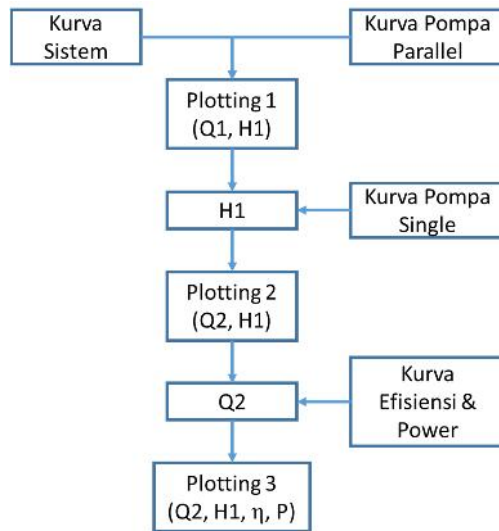 Kurva
Sistem
Kurva Pompa
Parallel
Plotting 1
(Q1, H1)
H1
Kurva Pompa
Single
Plotting 2
(Q2, H1)
Q2
Kurva
Efisiensi &
Power
Plotting 3
(Q2, H1, η, P)